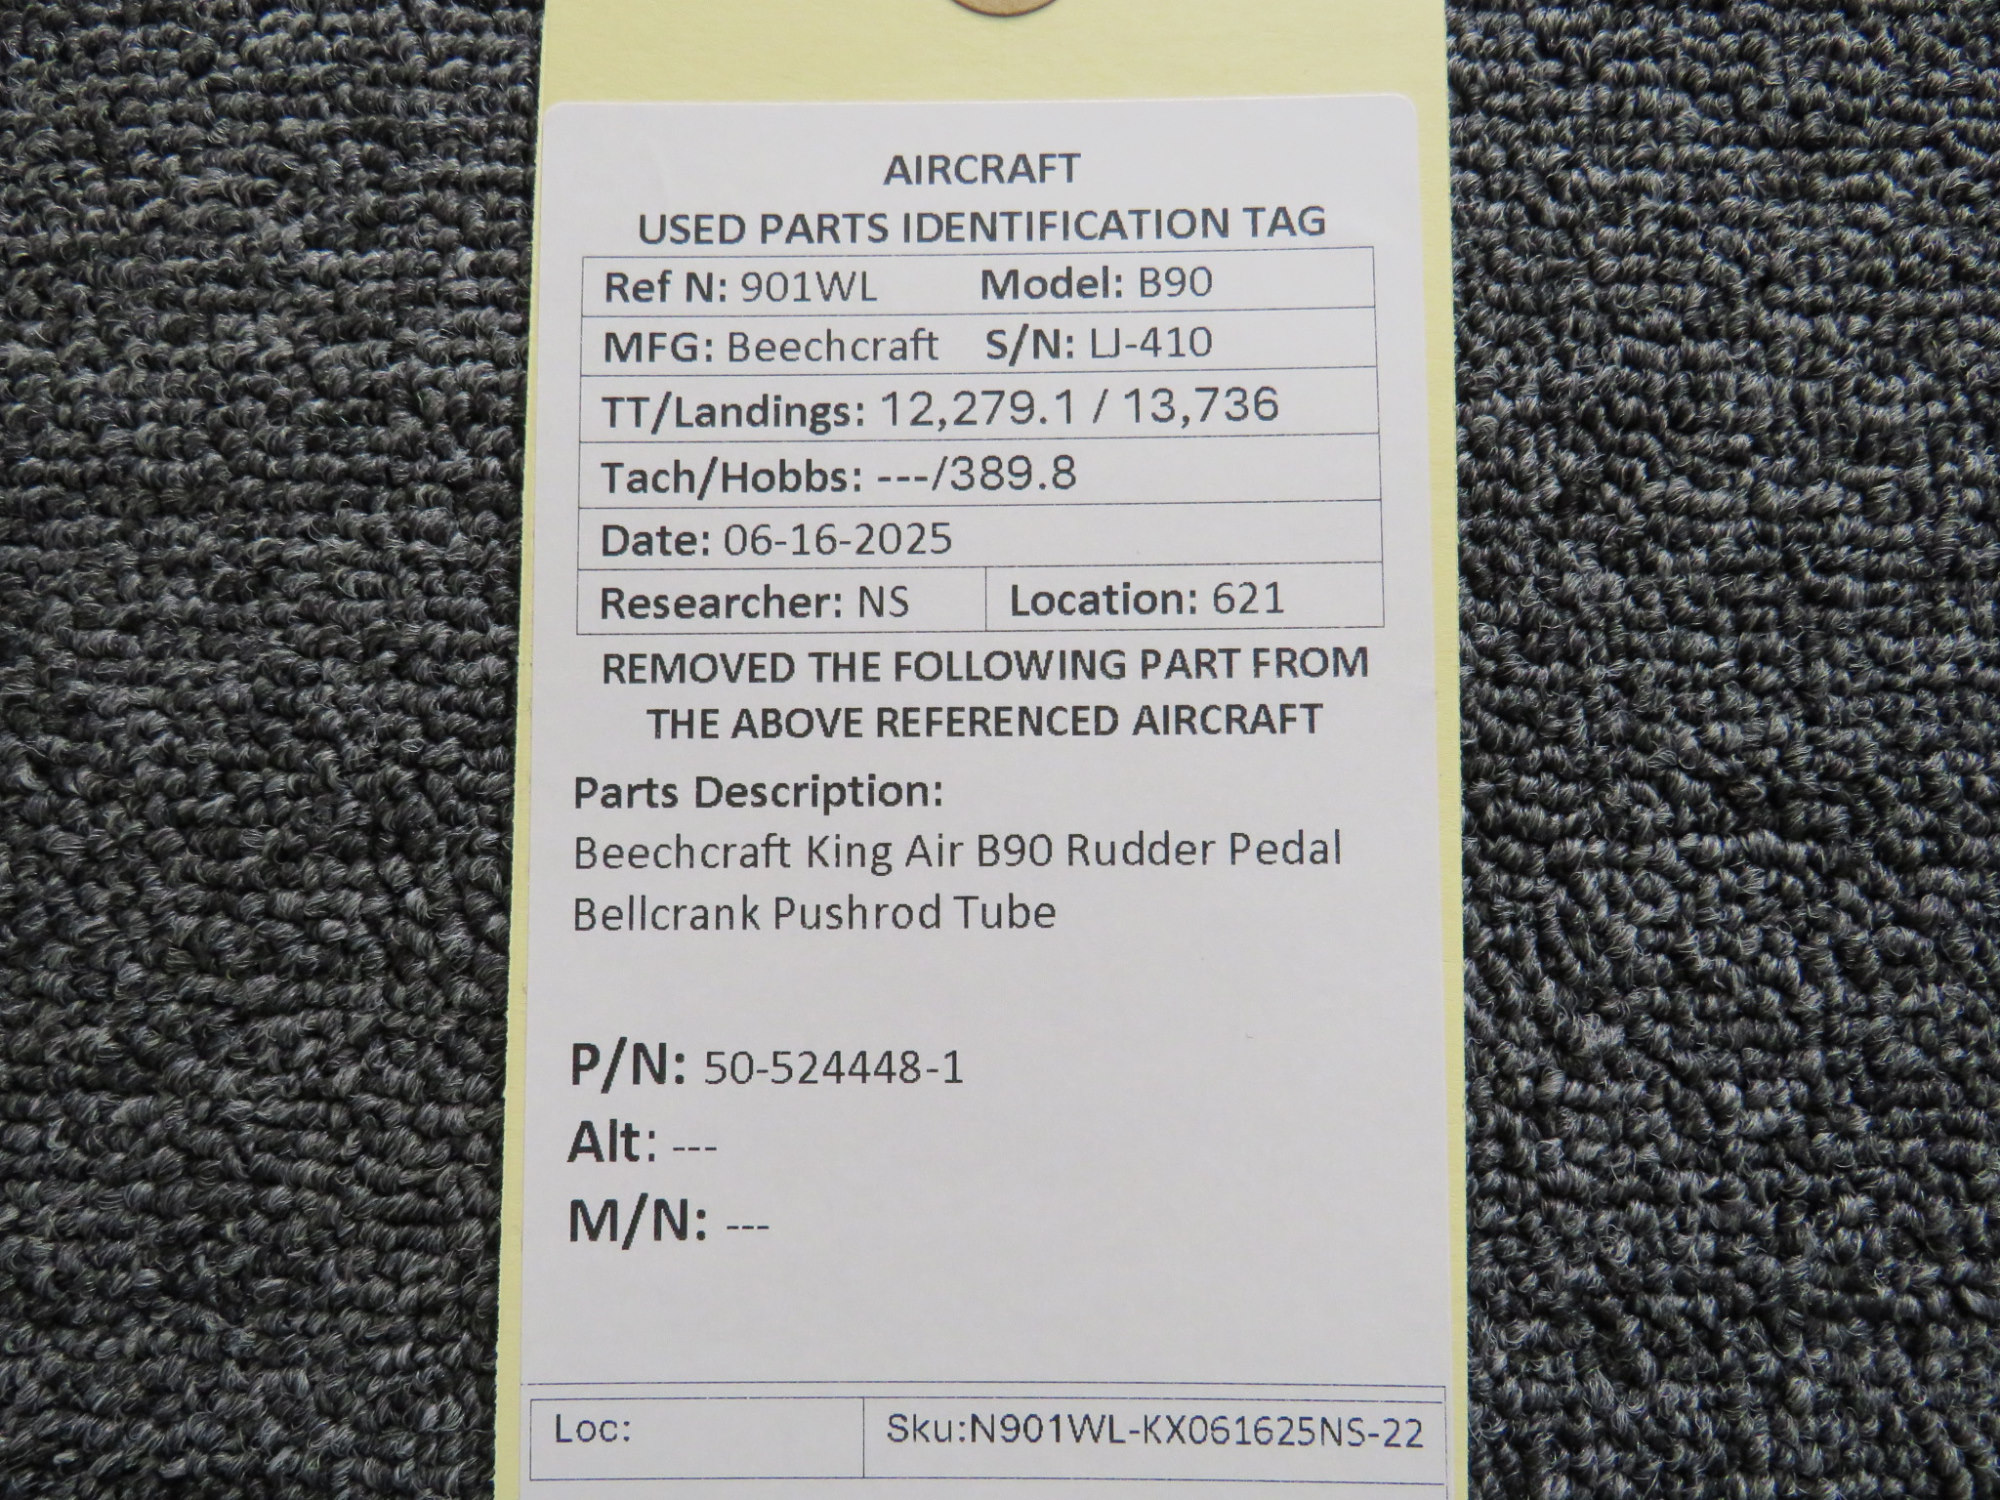 AIRCRAFT
USED PARTS IDENTIFICATION TAG
Ref N: 901WL Model: B90
MFG: Beechcraft S/N: LJ-410
TT/Landings: 12,279.1 / 13,736
Tach/Hobbs: ---/389.8
Date: 06-16-2025
Researcher: NS Location: 621
REMOVED THE FOLLOWING PART FROM
THE ABOVE REFERENCED AIRCRAFT
Parts Description:
Beechcraft King Air B90 Rudder Pedal
Bellcrank Pushrod Tube
P/N: 50-524448-1
Alt: ---
M/N: ---
Loc: Sku:N901WL-KX061625NS-22